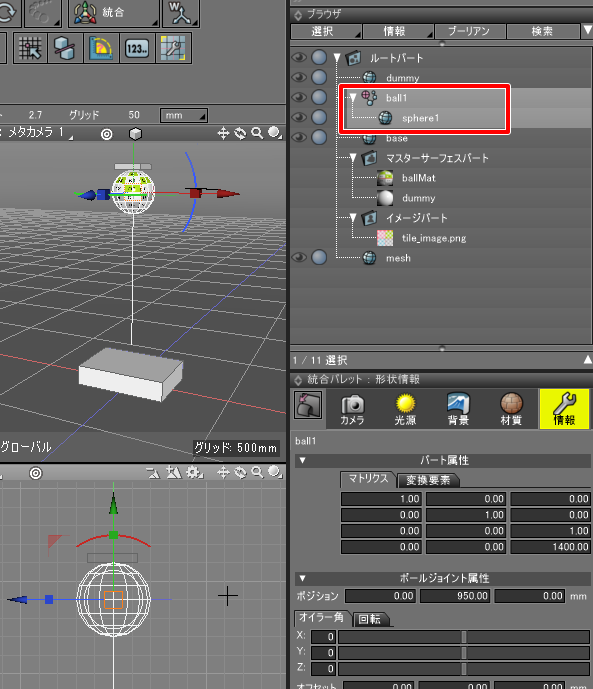 統合
W
123...
2.7 グリッド 50 mm
メタカメラ 1
グローバル
グリッド: 500mm
ブラウザ
選択 情報 ブーリアン 検索
ルートパート
dummy
ball1
sphere1
base
マスターサーフェスパート
ballMat
dummy
イメージパート
tile_image.png
mesh
1 / 11 選択
統合パレット : 形状情報
カメラ 光源 背景 材質 情報
ball1
パート属性
マトリクス 変換要素
1.00 0.00 0.00
0.00 1.00 0.00
0.00 0.00 1.00
0.00 0.00 1400.00
ボールジョイント属性
ポジション 0.00 950.00 0.00 mm
オイラー角 回転
X: 0
Y: 0
Z: 0
オフセット 0.00 0.00 0.00 mm